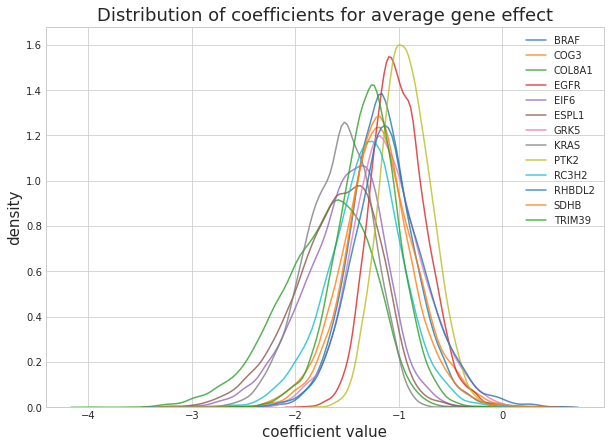 Distribution of coefficients for average gene effect
1.6
1.4
1.2
1.0
0.8
0.6
0.4
0.2
0.0
density
BRAF
COG3
COL8A1
EGFR
EIF6
ESPL1
GRK5
KRAS
PTK2
RC3H2
RHBDL2
SDHB
TRIM39
−4
−3
−2
−1
0
coefficient value